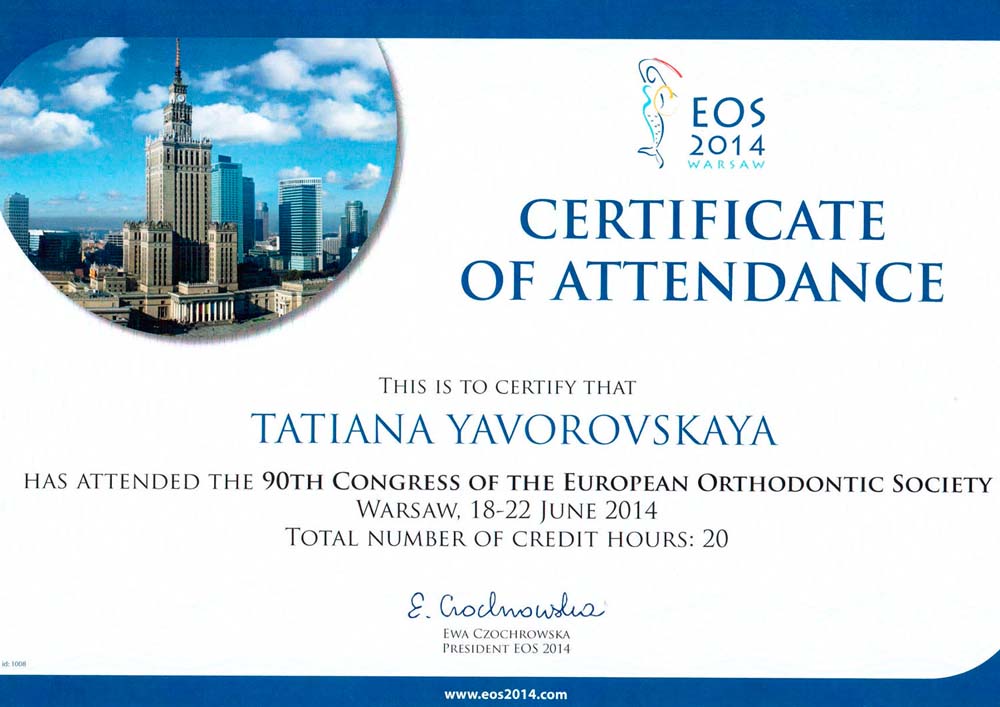 EOS
2014
WARSAW
CERTIFICATE
OF ATTENDANCE
THIS IS TO CERTIFY THAT
TATIANA YAVOROVSKAYA
HAS ATTENDED THE 90TH CONGRESS OF THE EUROPEAN ORTHODONTIC SOCIETY
WARSAW, 18-22 JUNE 2014
TOTAL NUMBER OF CREDIT HOURS: 20
E. Czochrowska
EWA CZOCHROWSKA
PRESIDENT EOS 2014
id: 1008
www.eos2014.com